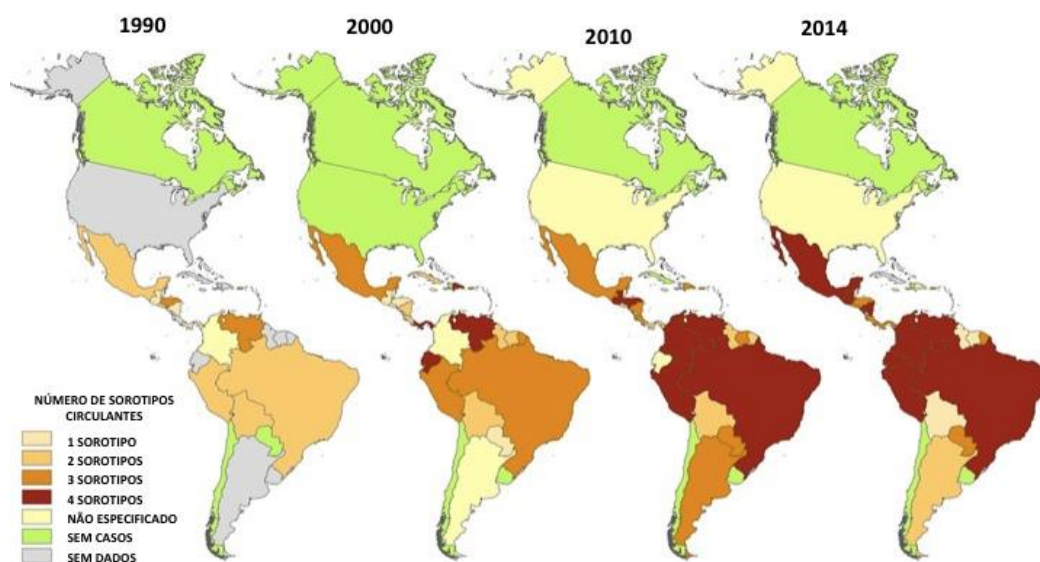 1990
2000
2010
2014
NÚMERO DE SOROTIPOS
CIRCULANTES
1 SOROTIPO
2 SOROTIPOS
3 SOROTIPOS
4 SOROTIPOS
NÃO ESPECIFICADO
SEM CASOS
SEM DADOS